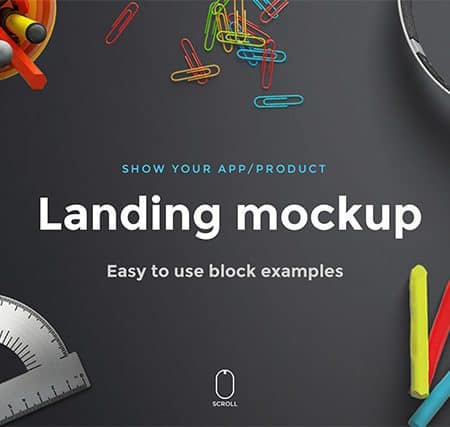 SHOW YOUR APP/PRODUCT
Landing mockup
Easy to use block examples
SCROLL